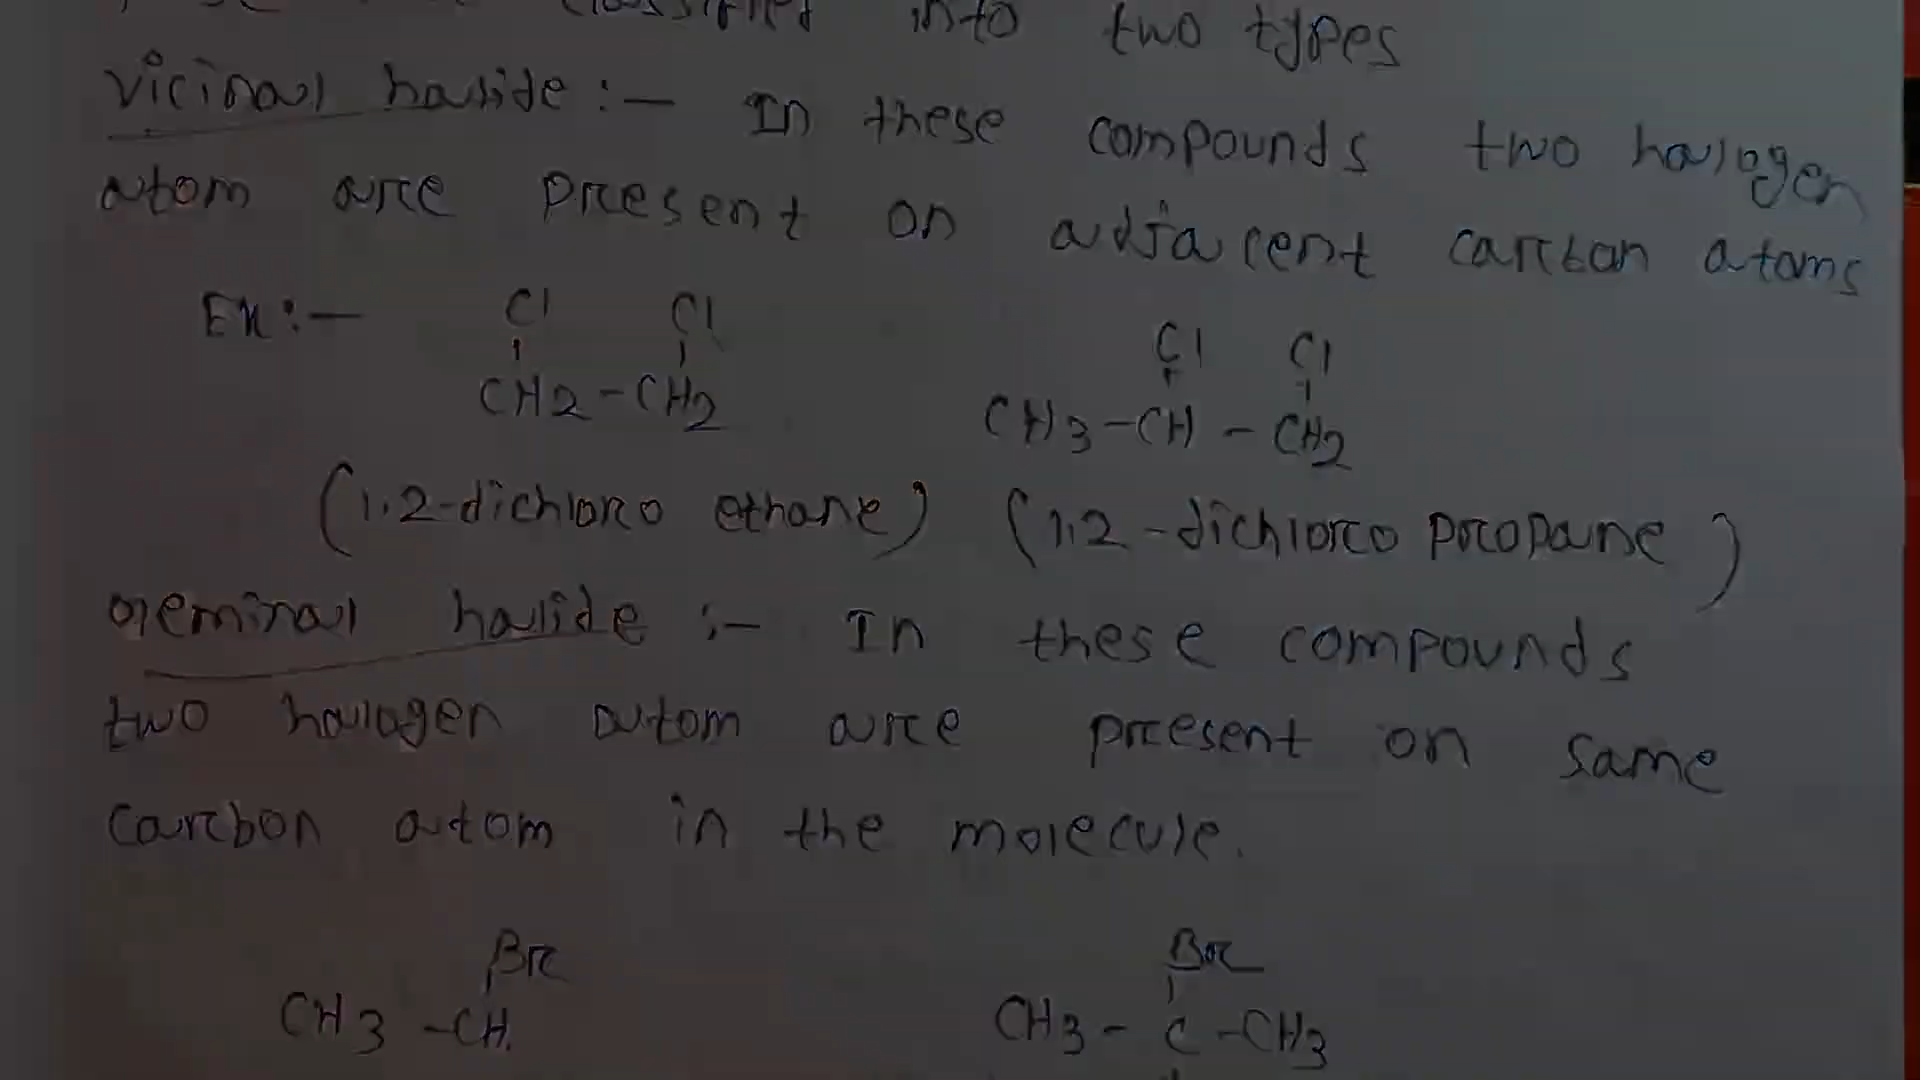 classified into two types
Vicinal halide :- In these compounds two halogen
atom are present on adjacent carbon atoms
Ex :- Cl Cl Cl Cl
CH2-CH2 CH3-CH-CH2
(1,2-dichloro ethane) (1,2-dichloro propane)
Geminal halide :- In these compounds
two halogen atom are present on same
carbon atom in the molecule.
Br Br
CH3-CH CH3-C-CH3